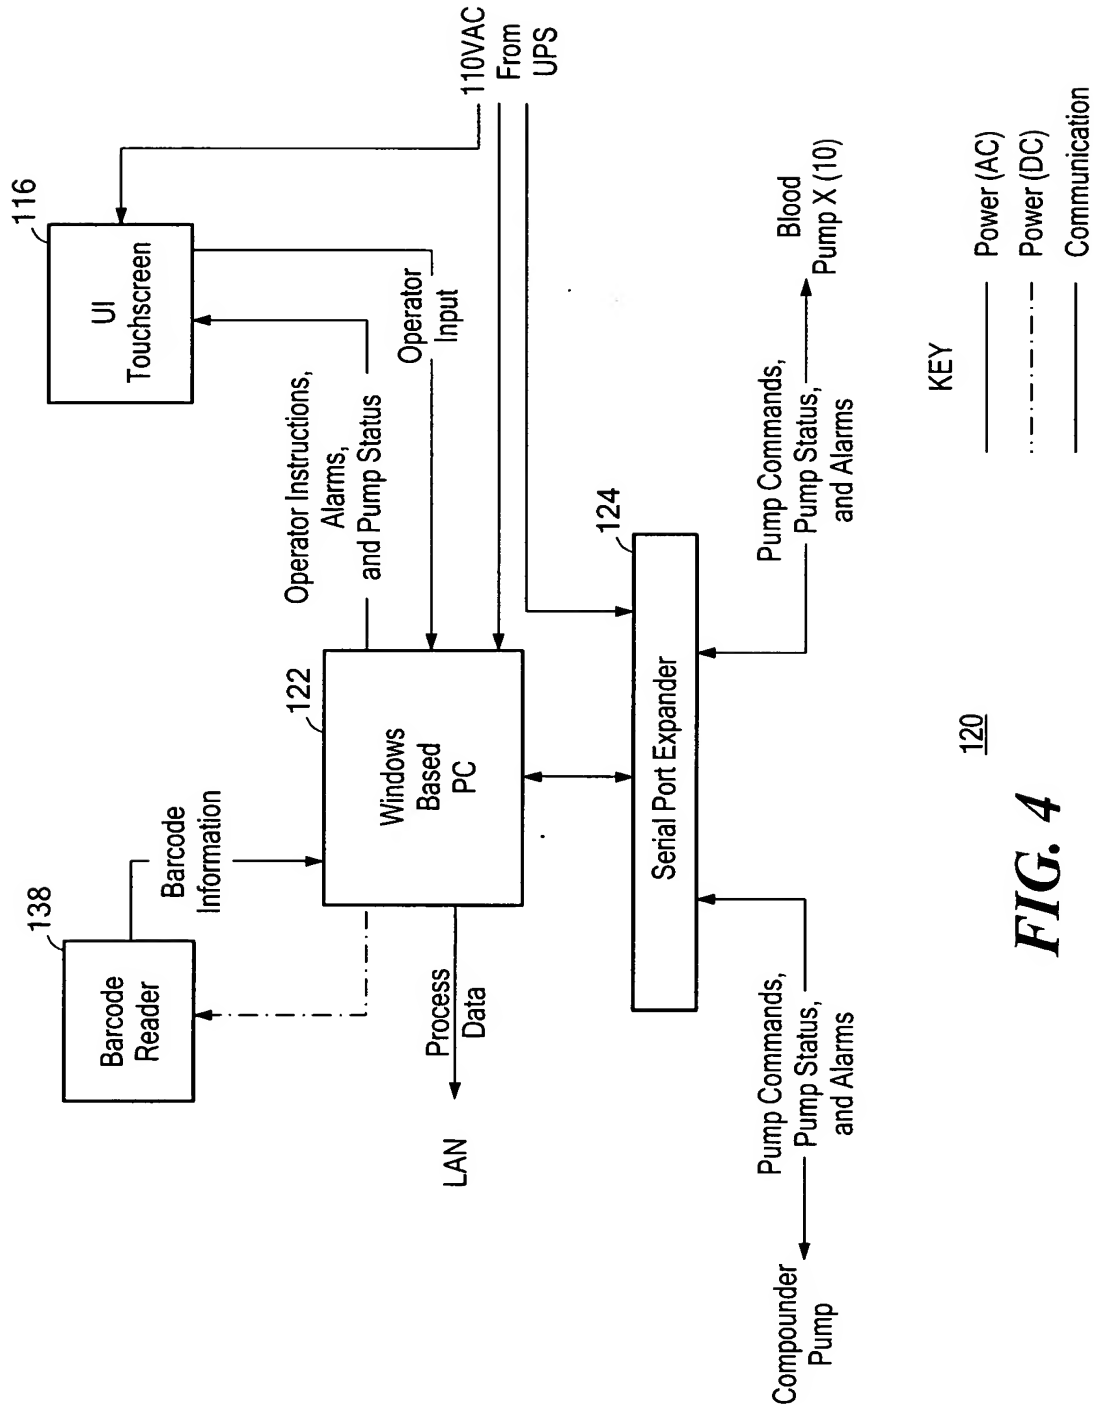 138
Barcode
Reader
Barcode
Information
122
Windows
Based
PC
116
UI
Touchscreen
Operator Instructions,
Alarms,
and Pump Status
Operator
Input
110VAC
From
UPS
LAN
Process
Data
124
Serial Port Expander
Compounder
Pump
Pump Commands,
Pump Status,
and Alarms
Pump Commands,
Pump Status,
and Alarms
Blood
Pump X (10)
KEY
Power (AC)
Power (DC)
Communication
120
FIG. 4